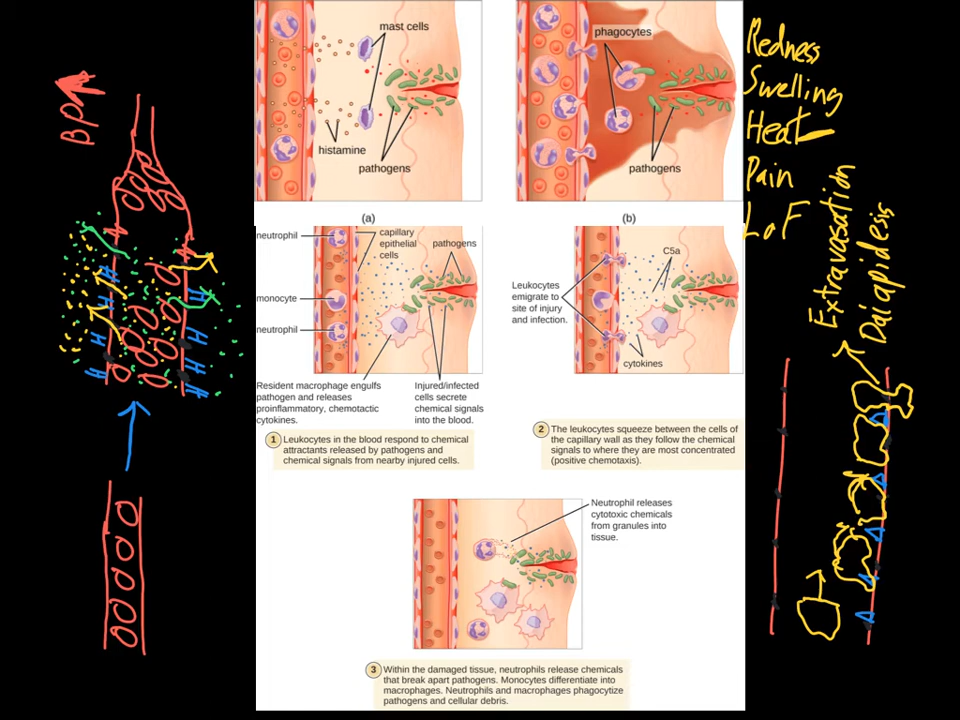 BP
H
H
H
H
H
H
H
mast cells
histamine
pathogens
(a)
phagocytes
pathogens
(b)
Redness
Swelling
Heat
Pain
LoF
Extravasation
Daiapidesis
neutrophil
monocyte
neutrophil
capillary
epithelial
cells
pathogens
Resident macrophage engulfs
pathogen and releases
proinflammatory, chemotactic
cytokines.
Injured/infected
cells secrete
chemical signals
into the blood.
1 Leukocytes in the blood respond to chemical
attractants released by pathogens and
chemical signals from nearby injured cells.
C5a
Leukocytes
emigrate to
site of injury
and infection.
cytokines
2 The leukocytes squeeze between the cells of
the capillary wall as they follow the chemical
signals to where they are most concentrated
(positive chemotaxis).
Neutrophil releases
cytotoxic chemicals
from granules into
tissue.
3 Within the damaged tissue, neutrophils release chemicals
that break apart pathogens. Monocytes differentiate into
macrophages. Neutrophils and macrophages phagocytize
pathogens and cellular debris.